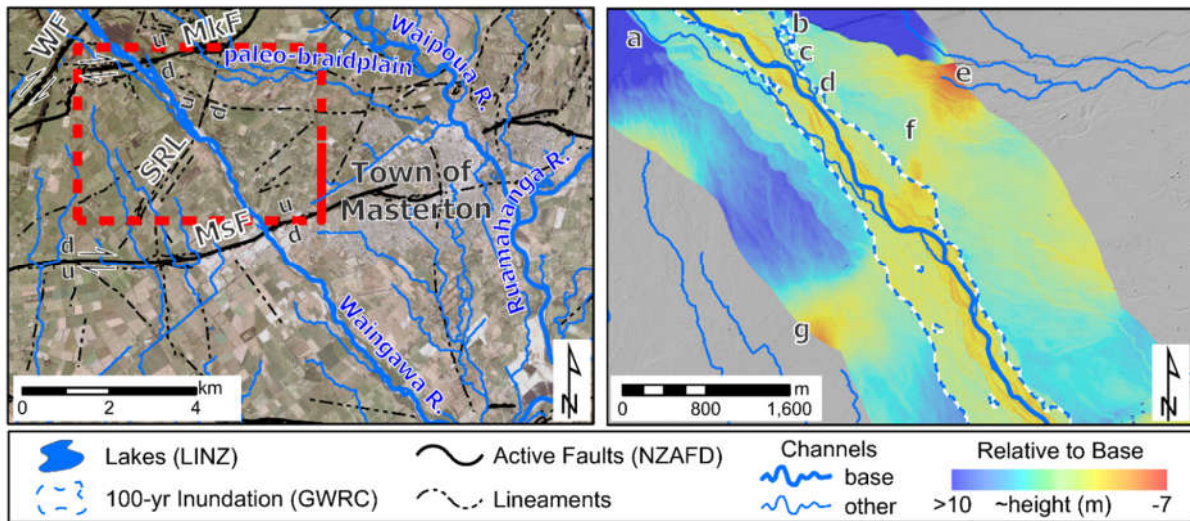 WF
u
MkF
d
paleo-braidplain
Waipoua R.
u
d
SRL
Town of
Masterton
u
MsF
d
d
u
Ruamahanga R.
Waingawa R.
km
0 2 4
N
a
b
c
d
e
f
g
m
0 800 1,600
N
Lakes (LINZ)
100-yr Inundation (GWRC)
Active Faults (NZAFD)
Lineaments
Channels
base
other
Relative to Base
>10 ~height (m) -7